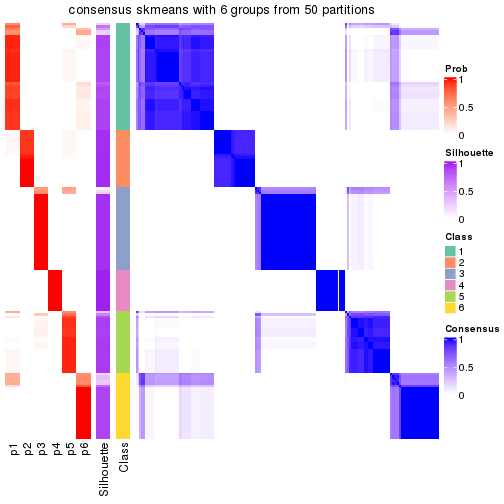 consensus skmeans with 6 groups from 50 partitions
Prob
1
0.5
0
Silhouette
1
0.5
0
Class
1
2
3
4
5
6
Consensus
1
0.5
0
p1
p2
p3
p4
p5
p6
Silhouette
Class